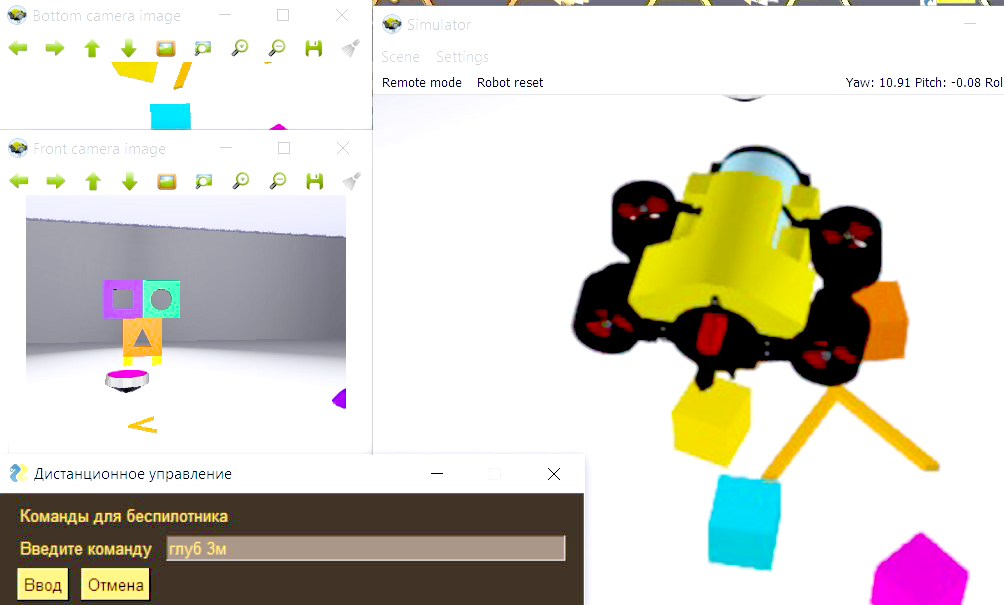 Bottom camera image
Simulator
Scene Settings
Remote mode Robot reset
Yaw: 10.91 Pitch: -0.08 Rol
Front camera image
Дистанционное управление
Команды для беспилотника
Введите команду глуб 3м
Ввод Отмена